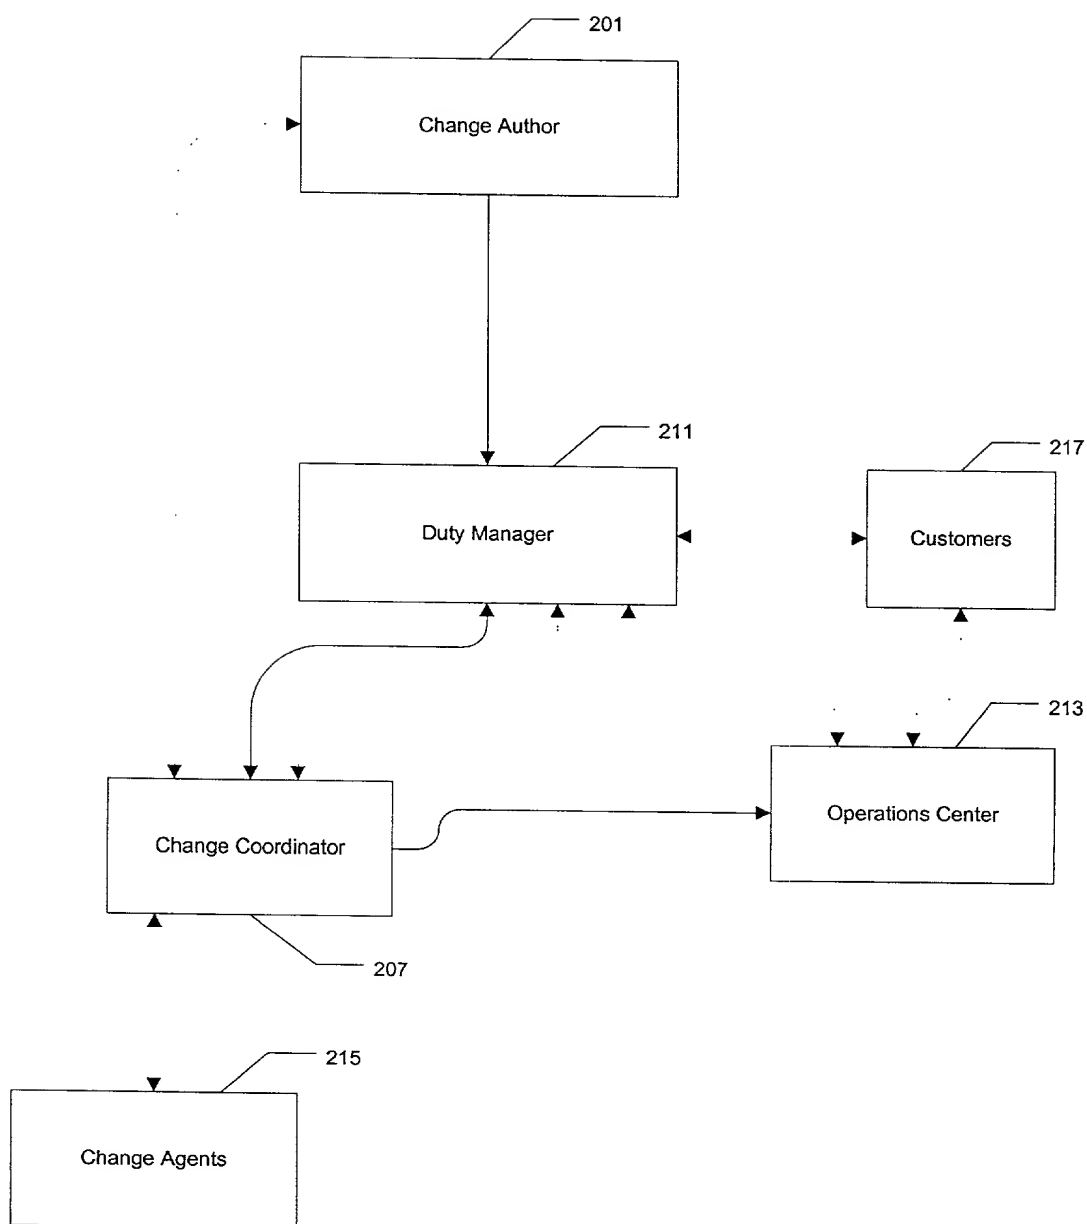 201
Change Author
211
217
Duty Manager
Customers
213
Operations Center
Change Coordinator
207
215
Change Agents